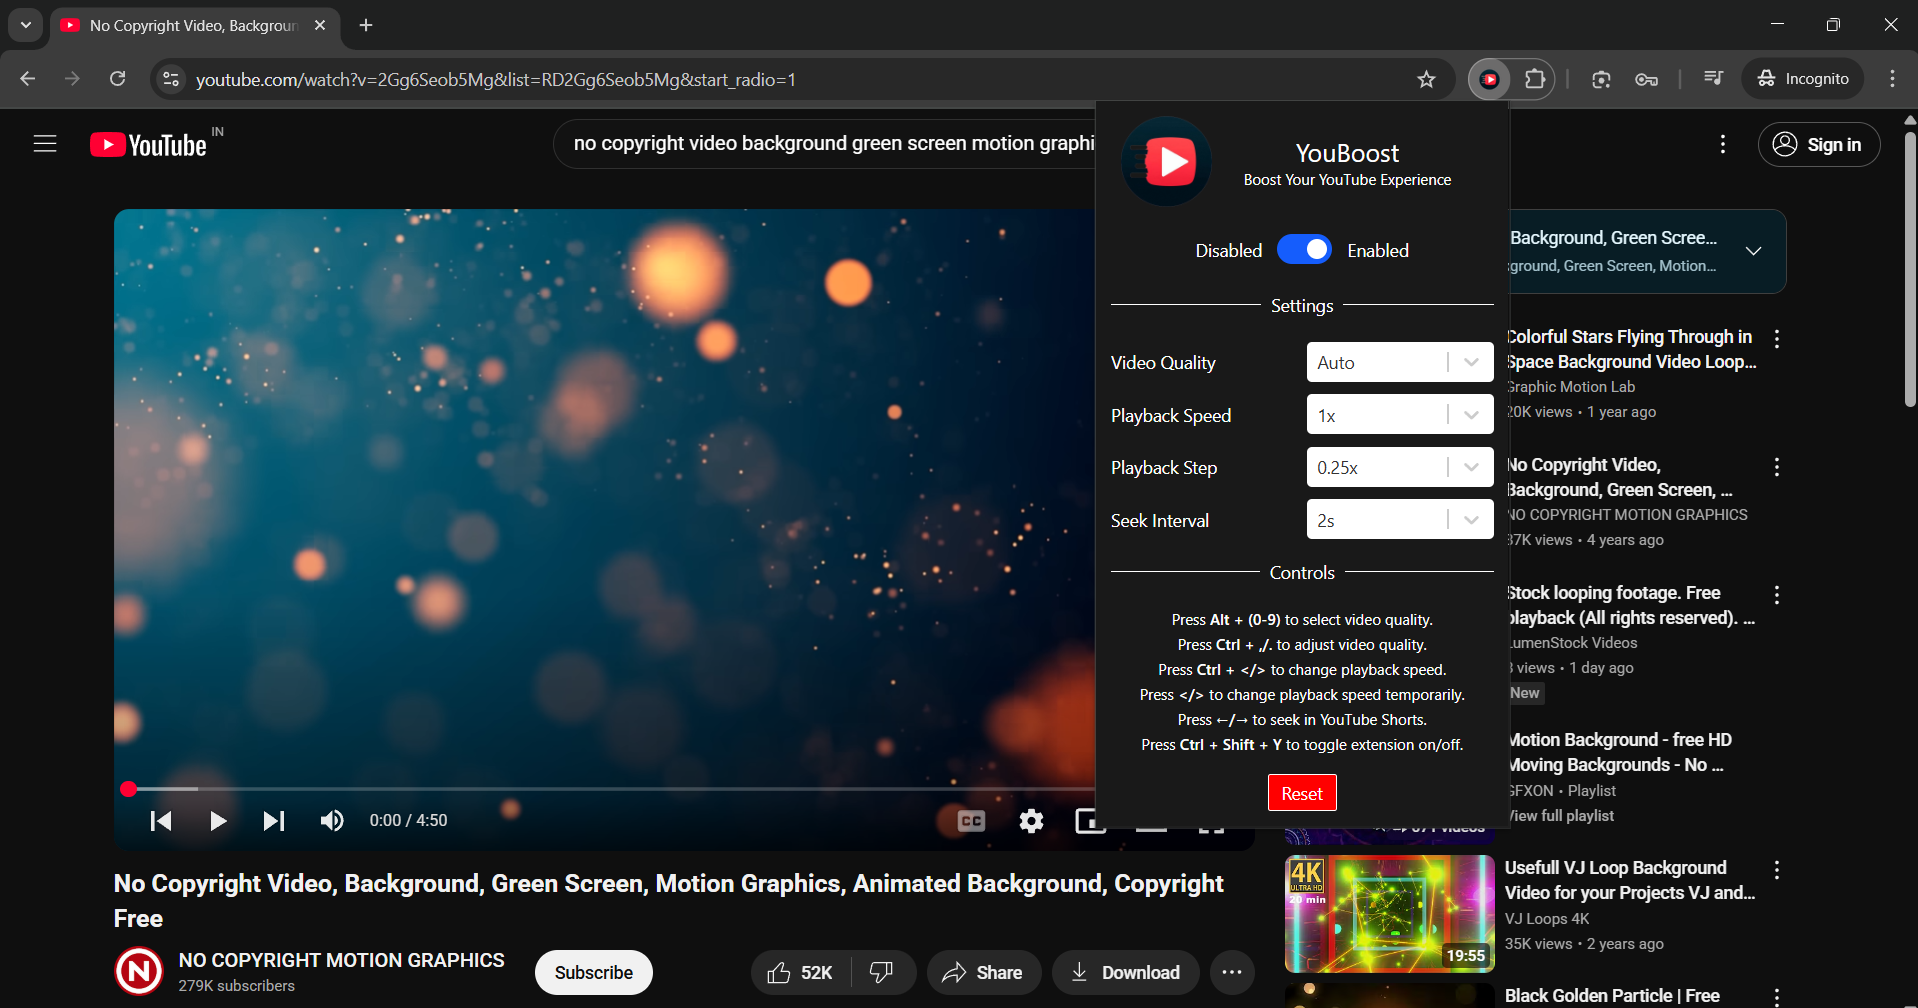 No Copyright Video, Backgroun
youtube.com/watch?v=2Gg6Seob5Mg&list=RD2Gg6Seob5Mg&start_radio=1
Incognito
YouTube IN
no copyright video background green screen motion graphi
Sign in
YouBoost
Boost Your YouTube Experience
Disabled
Enabled
Settings
Video Quality
Auto
Playback Speed
1x
Playback Step
0.25x
Seek Interval
2s
Controls
Press Alt + (0-9) to select video quality.
Press Ctrl + ,/. to adjust video quality.
Press Ctrl + </> to change playback speed.
Press </> to change playback speed temporarily.
Press ←/→ to seek in YouTube Shorts.
Press Ctrl + Shift + Y to toggle extension on/off.
Reset
Background, Green Scree...
ground, Green Screen, Motion...
Colorful Stars Flying Through in
Space Background Video Loop...
Graphic Motion Lab
20K views • 1 year ago
No Copyright Video,
Background, Green Screen, ...
NO COPYRIGHT MOTION GRAPHICS
37K views • 4 years ago
Stock looping footage. Free
playback (All rights reserved). ...
LumenStock Videos
views • 1 day ago
New
Motion Background - free HD
Moving Backgrounds - No ...
GFXON • Playlist
View full playlist
4K
ULTRA HD
20 min
19:55
Usefull VJ Loop Background
Video for your Projects VJ and...
VJ Loops 4K
35K views • 2 years ago
Black Golden Particle | Free
0:00 / 4:50
CC
No Copyright Video, Background, Green Screen, Motion Graphics, Animated Background, Copyright
Free
N
NO COPYRIGHT MOTION GRAPHICS
279K subscribers
Subscribe
52K
Share
Download